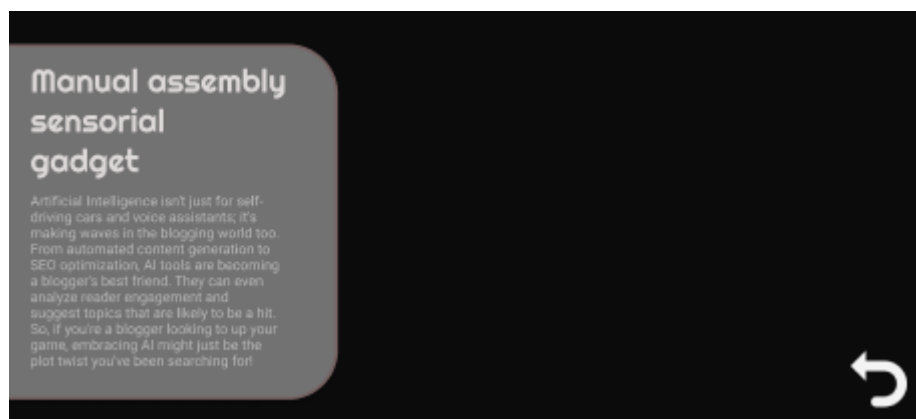 Manual assembly
sensorial
gadget
Artificial Intelligence isn't just for self-
driving cars and voice assistants; it's
making waves in the blogging world too.
From automated content generation to
SEO optimization, AI tools are becoming
a blogger's best friend. They can even
analyze reader engagement and
suggest topics that are likely to be a hit.
So, if you're a blogger looking to up your
game, embracing AI might just be the
plot twist you've been searching for!